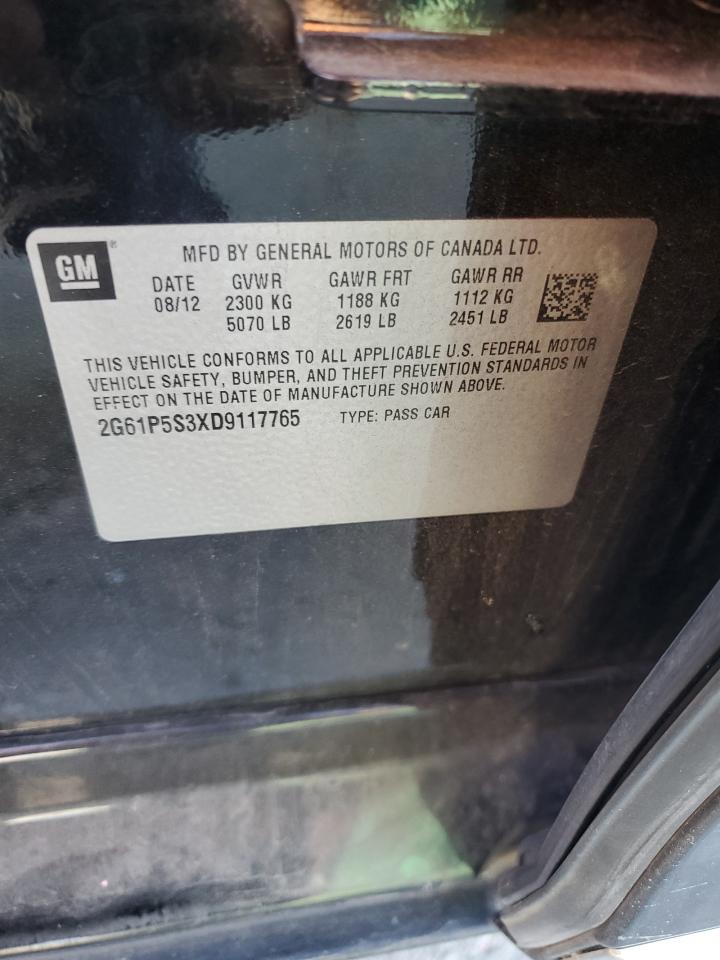 GM®
MFD BY GENERAL MOTORS OF CANADA LTD.
DATE GVWR GAWR FRT GAWR RR
08/12 2300 KG 1188 KG 1112 KG
5070 LB 2619 LB 2451 LB
THIS VEHICLE CONFORMS TO ALL APPLICABLE U.S. FEDERAL MOTOR
VEHICLE SAFETY, BUMPER, AND THEFT PREVENTION STANDARDS IN
EFFECT ON THE DATE OF MANUFACTURE SHOWN ABOVE.
2G61P5S3XD9117765 TYPE: PASS CAR